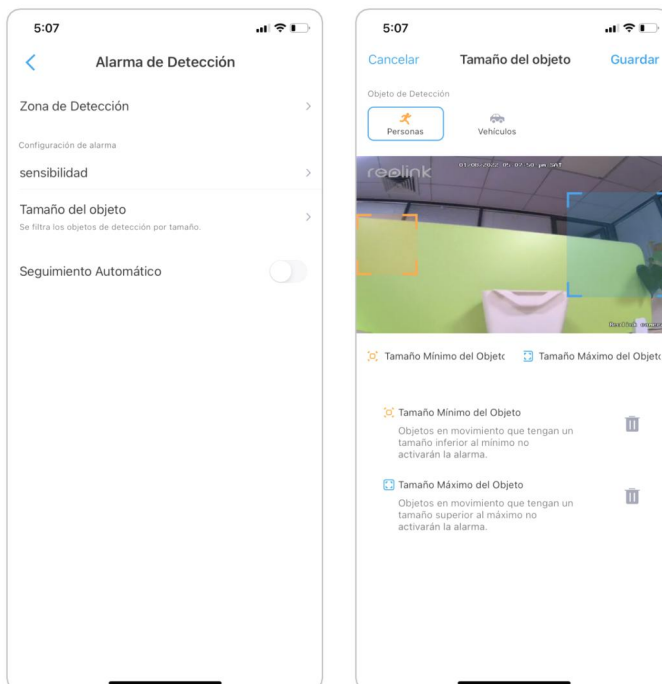 5:07
Alarma de Detección
Zona de Detección
Configuración de alarma
sensibilidad
Tamaño del objeto
Se filtra los objetos de detección por tamaño.
Seguimiento Automático
5:07
Cancelar Tamaño del objeto Guardar
Objeto de Detección
Personas Vehículos
reolink
Tamaño Mínimo del Objeto Tamaño Máximo del Objeto
Tamaño Mínimo del Objeto
Objetos en movimiento que tengan un
tamaño inferior al mínimo no
activarán la alarma.
Tamaño Máximo del Objeto
Objetos en movimiento que tengan un
tamaño superior al máximo no
activarán la alarma.